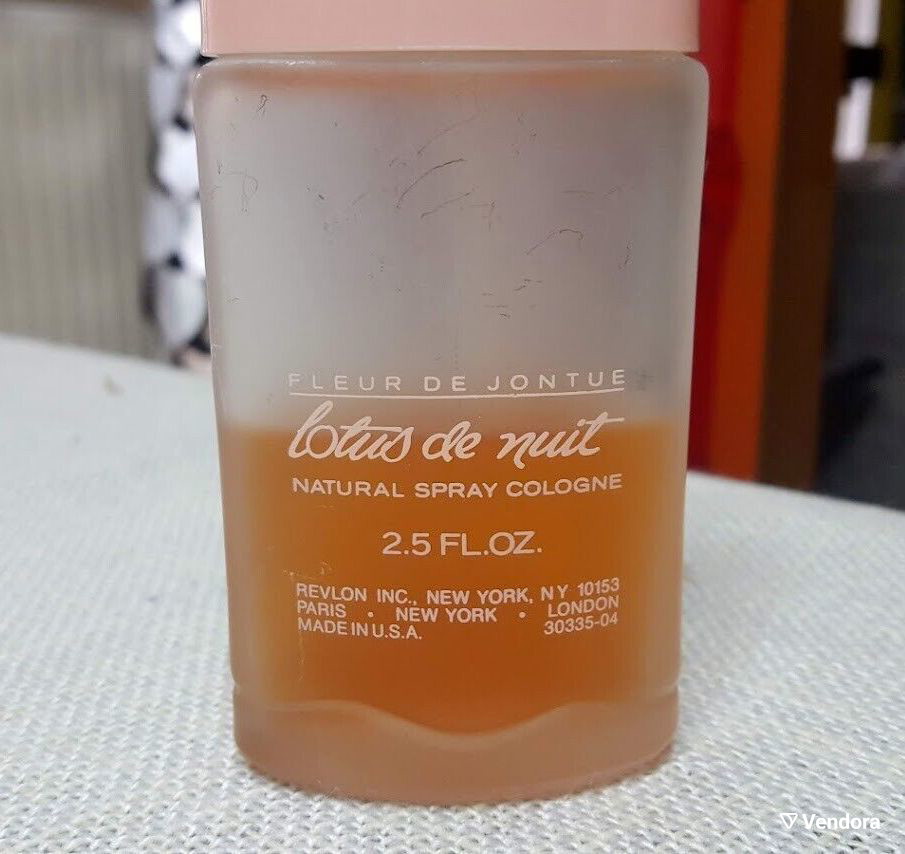 FLEUR DE JONTUE
lotus de nuit
NATURAL SPRAY COLOGNE
2.5 FL.OZ.
REVLON INC., NEW YORK, NY 10153
PARIS • NEW YORK • LONDON
MADE IN U.S.A. 30335-04
Vendora